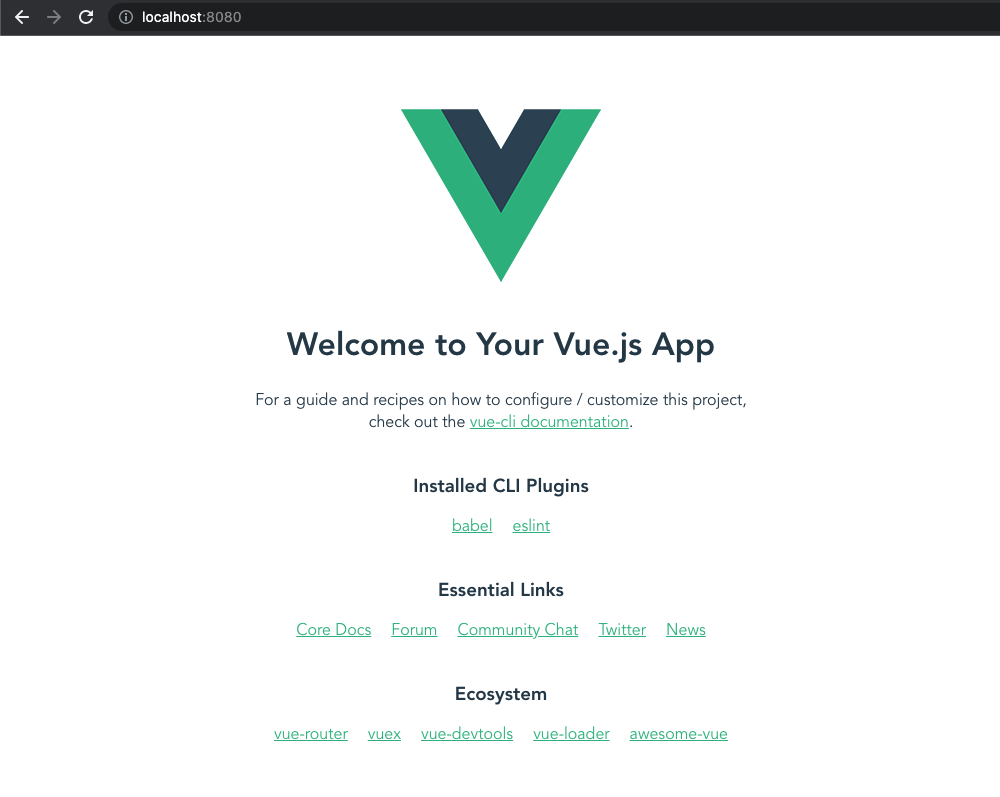 localhost:8080
Welcome to Your Vue.js App
For a guide and recipes on how to configure / customize this project,
check out the vue-cli documentation.
Installed CLI Plugins
babel eslint
Essential Links
Core Docs Forum Community Chat Twitter News
Ecosystem
vue-router vuex vue-devtools vue-loader awesome-vue